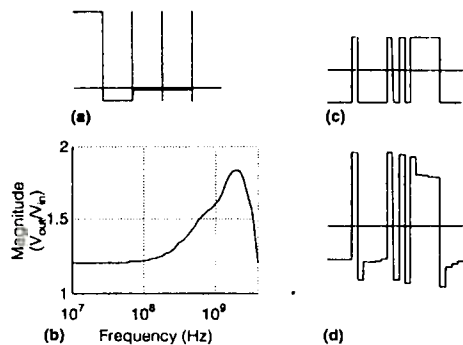 (a)
(c)
2
1.5
1
Magnitude
(Vout/Vin)
10^7
10^8
10^9
(b)
Frequency (Hz)
(d)